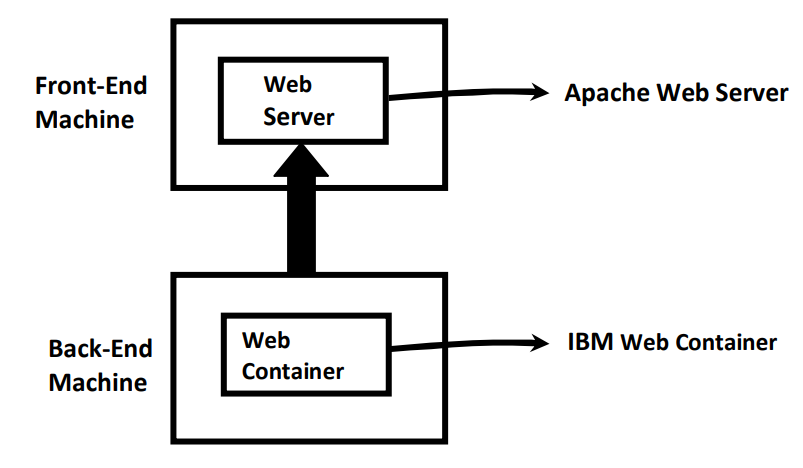 Front-End
Machine
Web
Server
Apache Web Server
Back-End
Machine
Web
Container
IBM Web Container